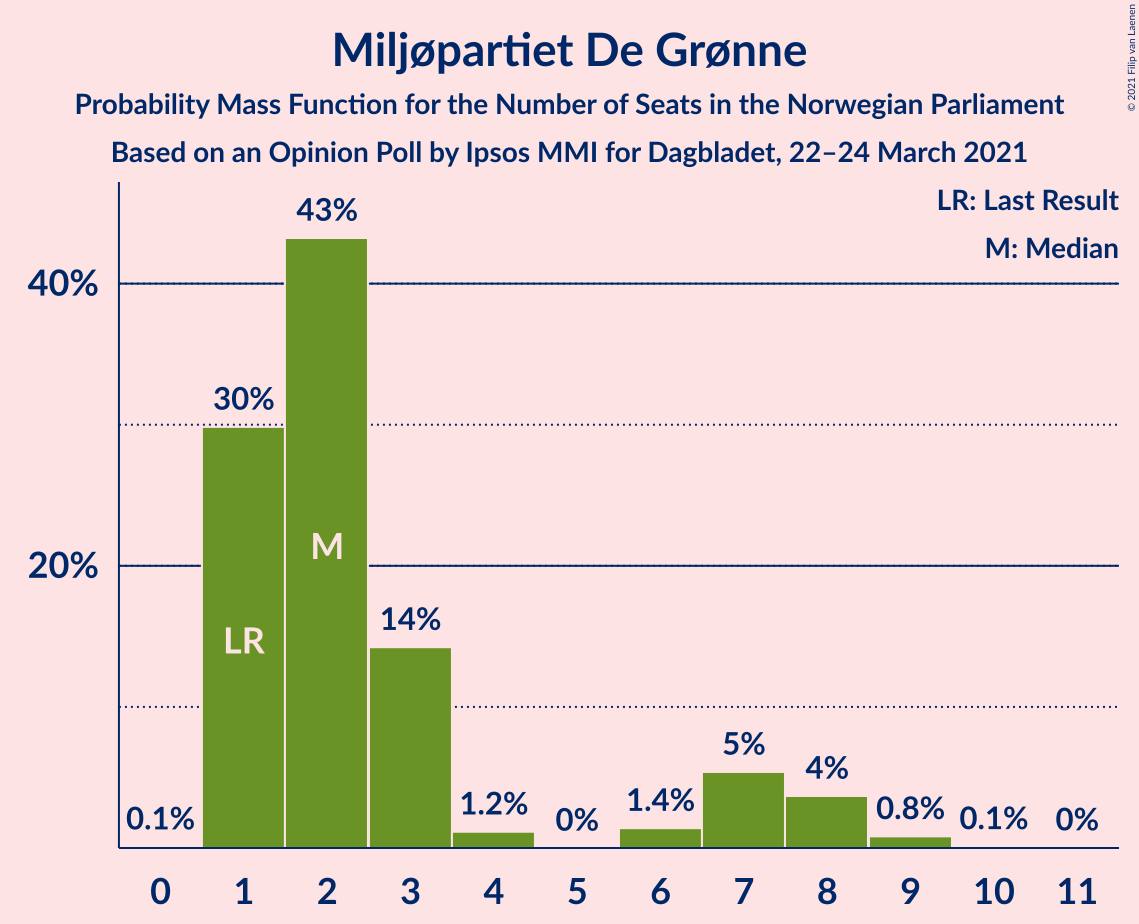 Miljøpartiet De Grønne
Probability Mass Function for the Number of Seats in the Norwegian Parliament
Based on an Opinion Poll by Ipsos MMI for Dagbladet, 22–24 March 2021
© 2021 Filip van Laenen
LR: Last Result
M: Median
43%
40%
30%
M
20%
14%
LR
5%
4%
0.1%
1.2%
0%
1.4%
0.8%
0.1%
0%
0 1 2 3 4 5 6 7 8 9 10 11